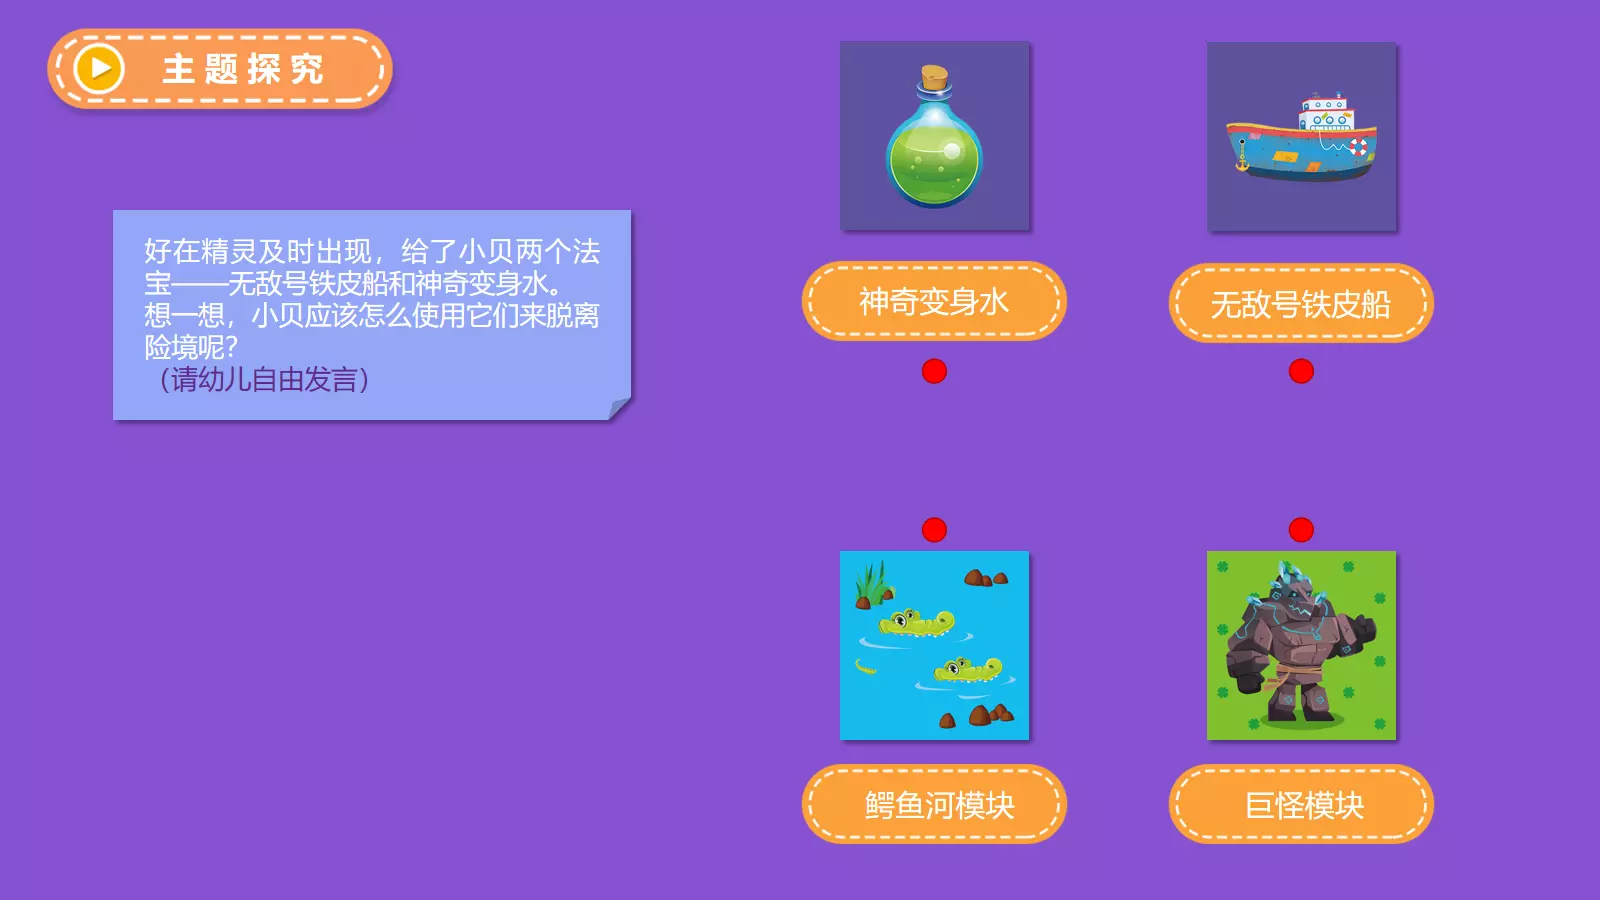 主题探究
好在精灵及时出现，给了小贝两个法
宝——无敌号铁皮船和神奇变身水。
想一想，小贝应该怎么使用它们来脱离
险境呢？
（请幼儿自由发言）
神奇变身水
无敌号铁皮船
鳄鱼河模块
巨怪模块